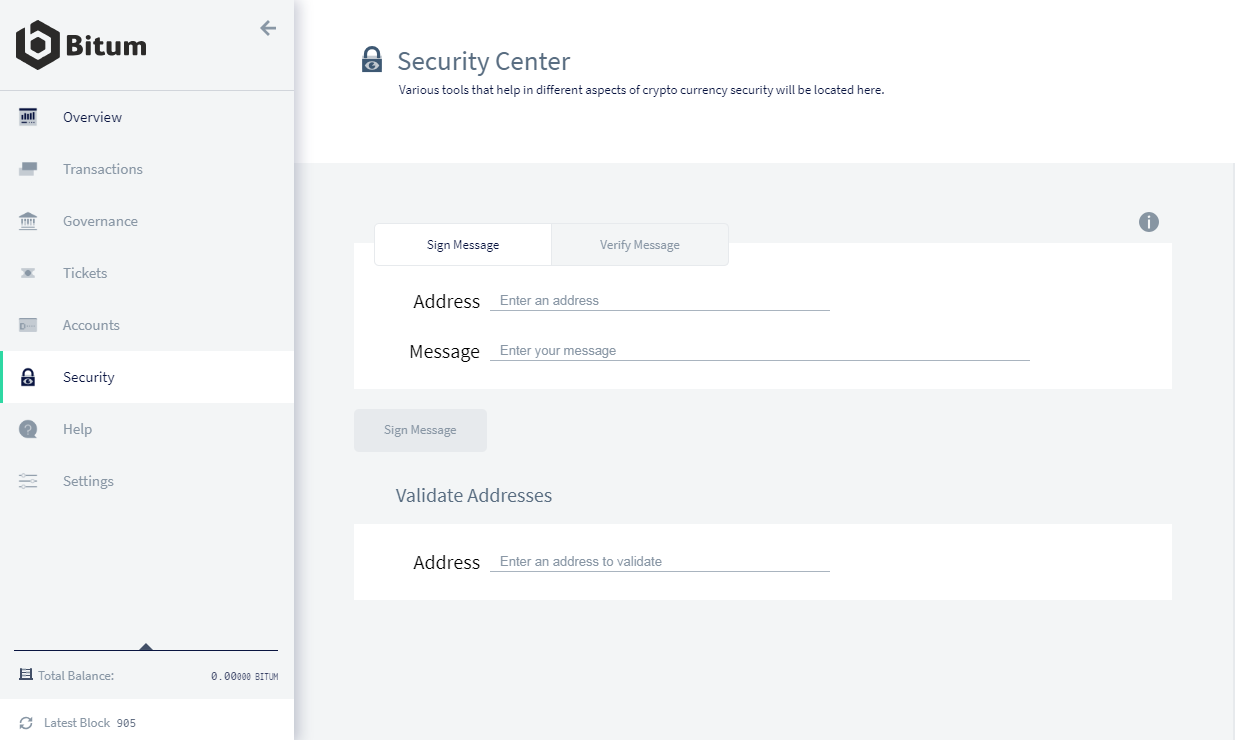 Bitum
Overview
Transactions
Governance
Tickets
Accounts
Security
Help
Settings
Total Balance: 0.00000 BITUM
Latest Block 905
Security Center
Various tools that help in different aspects of crypto currency security will be located here.
Sign Message Verify Message
Address Enter an address
Message Enter your message
Sign Message
Validate Addresses
Address Enter an address to validate